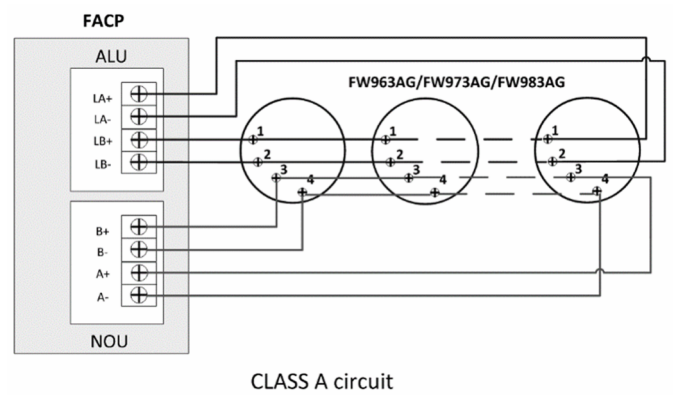 FACP
ALU
FW963AG/FW973AG/FW983AG
LA+
LA-
LB+
LB-
1 1 1
2 2 2
3 3 3
4 4 4
B+
B-
A+
A-
NOU
CLASS A circuit